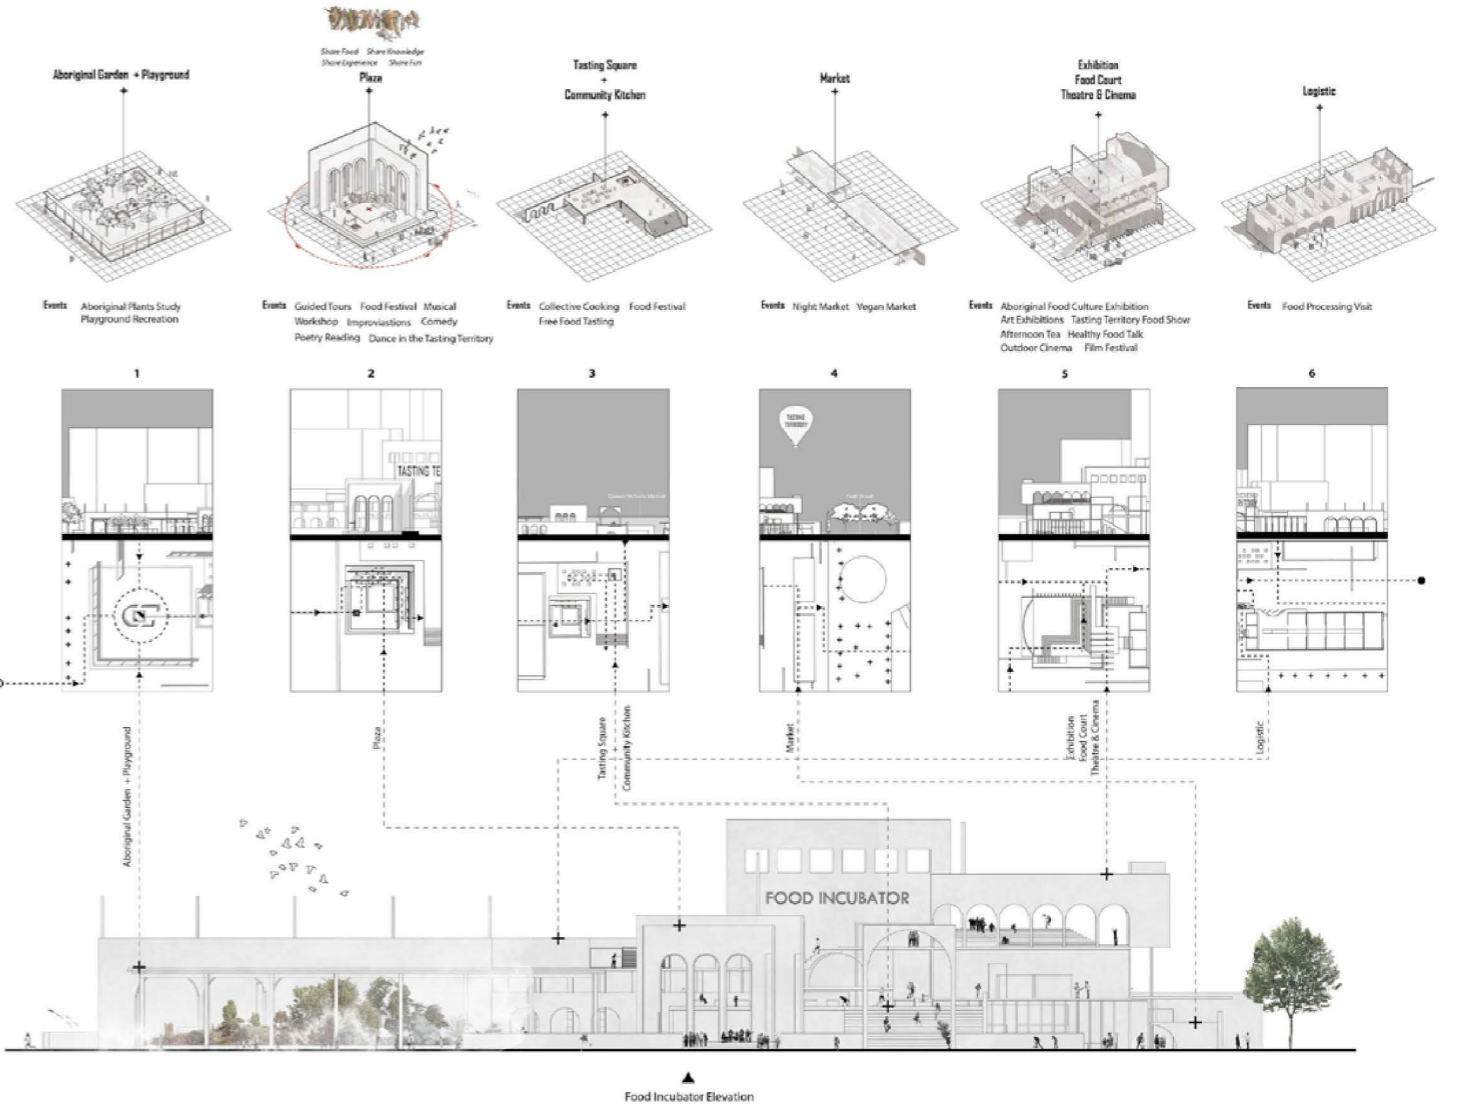 Share Food Share Knowledge
Share Experience Share Fun
Aboriginal Garden + Playground
Plaza
Tasting Square
+
Community Kitchen
Market
Exhibition
Food Court
Theatre & Cinema
Logistic
Events Aboriginal Plants Study
Playground Recreation
Events Guided Tours Food Festival Musical
Workshop Improviastions Comedy
Poetry Reading Dance in the Tasting Territory
Events Collective Cooking Food Festival
Free Food Tasting
Events Night Market Vegan Market
Events Aboriginal Food Culture Exhibition
Art Exhibitions Tasting Territory Food Show
Afternoon Tea Healthy Food Talk
Outdoor Cinema Film Festival
Events Food Processing Visit
1
2
3
4
5
6
TASTING TE
Queen Victoria Market
TASTING
TERRITORY
Aboriginal Garden + Playground
Plaza
Tasting Square
+
Community Kitchen
Market
Exhibition
Food Court
Theatre & Cinema
Logistic
FOOD INCUBATOR
Food Incubator Elevation